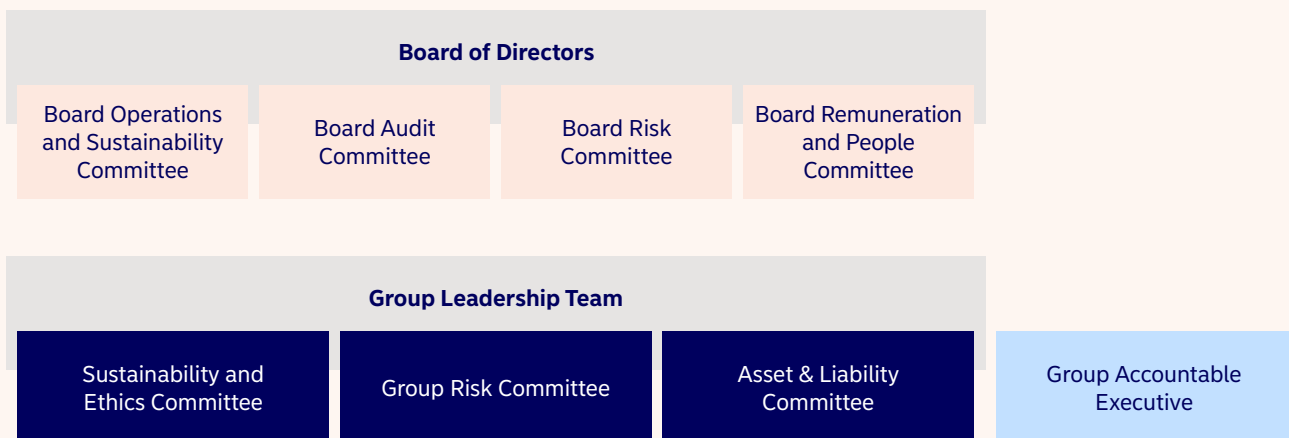 Board of Directors
Board Operations
and Sustainability
Committee
Board Audit
Committee
Board Risk
Committee
Board Remuneration
and People
Committee
Group Leadership Team
Sustainability and
Ethics Committee
Group Risk Committee
Asset & Liability
Committee
Group Accountable
Executive